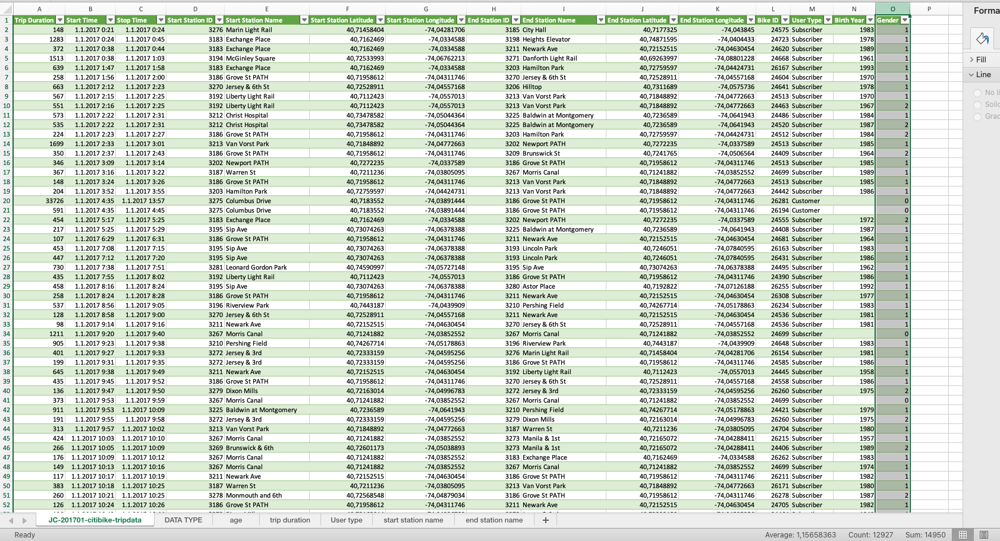 A B C D E F G H I J K L M N O P
Forma
1 Trip Duration Start Time Stop Time Start Station ID Start Station Name Start Station Latitude Start Station Longitude End Station ID End Station Name End Station Latitude End Station Longitude Bike ID User Type Birth Year Gender
2 148 1.1.2017 0:21 1.1.2017 0:24 3276 Marin Light Rail 40,71458404 -74,04281706 3185 City Hall 40,7177325 -74,043845 24575 Subscriber 1983 1
3 1283 1.1.2017 0:24 1.1.2017 0:45 3183 Exchange Place 40,7162469 -74,0334588 3198 Heights Elevator 40,74871595 -74,0404433 24723 Subscriber 1978 1
4 372 1.1.2017 0:38 1.1.2017 0:44 3183 Exchange Place 40,7162469 -74,0334588 3211 Newark Ave 40,72152515 -74,04630454 24620 Subscriber 1989 1
5 1513 1.1.2017 0:38 1.1.2017 1:03 3194 McGinley Square 40,72533993 -74,06762213 3271 Danforth Light Rail 40,69263997 -74,08801228 24668 Subscriber 1961 1
Fill
6 639 1.1.2017 1:47 1.1.2017 1:58 3183 Exchange Place 40,7162469 -74,0334588 3203 Hamilton Park 40,72759597 -74,04424731 26167 Subscriber 1993 1
Line
7 258 1.1.2017 1:56 1.1.2017 2:00 3186 Grove St PATH 40,71958612 -74,04311746 3270 Jersey & 6th St 40,72528911 -74,04557168 24604 Subscriber 1970 1
8 663 1.1.2017 2:12 1.1.2017 2:23 3270 Jersey & 6th St 40,72528911 -74,04557168 3206 Hilltop 40,7311689 -74,0575736 24641 Subscriber 1978 1
No li
9 567 1.1.2017 2:15 1.1.2017 2:25 3192 Liberty Light Rail 40,7112423 -74,0557013 3213 Van Vorst Park 40,71848892 -74,04772663 24513 Subscriber 1970 1
Solid
10 551 1.1.2017 2:16 1.1.2017 2:25 3192 Liberty Light Rail 40,7112423 -74,0557013 3213 Van Vorst Park 40,71848892 -74,04772663 24463 Subscriber 1967 2
Grad
11 573 1.1.2017 2:22 1.1.2017 2:31 3212 Christ Hospital 40,73478582 -74,05044364 3225 Baldwin at Montgomery 40,7236589 -74,0641943 24486 Subscriber 1984 1
12 535 1.1.2017 2:22 1.1.2017 2:31 3212 Christ Hospital 40,73478582 -74,05044364 3225 Baldwin at Montgomery 40,7236589 -74,0641943 24520 Subscriber 1987 2
13 224 1.1.2017 2:23 1.1.2017 2:27 3186 Grove St PATH 40,71958612 -74,04311746 3203 Hamilton Park 40,72759597 -74,04424731 24512 Subscriber 1984 2
14 1699 1.1.2017 2:33 1.1.2017 3:01 3213 Van Vorst Park 40,71848892 -74,04772663 3202 Newport PATH 40,7272235 -74,0337589 24513 Subscriber 1985 1
15 350 1.1.2017 2:37 1.1.2017 2:43 3186 Grove St PATH 40,71958612 -74,04311746 3209 Brunswick St 40,7241765 -74,0506564 24409 Subscriber 1964 2
16 346 1.1.2017 3:09 1.1.2017 3:14 3202 Newport PATH 40,7272235 -74,0337589 3186 Grove St PATH 40,71958612 -74,04311746 24513 Subscriber 1985 1
17 367 1.1.2017 3:16 1.1.2017 3:22 3187 Warren St 40,7211236 -74,03805095 3267 Morris Canal 40,71241882 -74,03852552 24699 Subscriber 1989 1
18 148 1.1.2017 3:24 1.1.2017 3:26 3186 Grove St PATH 40,71958612 -74,04311746 3213 Van Vorst Park 40,71848892 -74,04772663 24513 Subscriber 1985 1
19 204 1.1.2017 3:52 1.1.2017 3:55 3203 Hamilton Park 40,72759597 -74,04424731 3213 Van Vorst Park 40,71848892 -74,04772663 24442 Subscriber 1986 1
20 33726 1.1.2017 4:35 1.1.2017 13:57 3275 Columbus Drive 40,7183552 -74,03891444 3186 Grove St PATH 40,71958612 -74,04311746 26281 Customer 0
21 591 1.1.2017 4:35 1.1.2017 4:45 3275 Columbus Drive 40,7183552 -74,03891444 3186 Grove St PATH 40,71958612 -74,04311746 26194 Customer 0
22 454 1.1.2017 5:17 1.1.2017 5:25 3183 Exchange Place 40,7162469 -74,0334588 3202 Newport PATH 40,7272235 -74,0337589 24555 Subscriber 1972 2
23 217 1.1.2017 5:25 1.1.2017 5:29 3195 Sip Ave 40,73074263 -74,06378388 3225 Baldwin at Montgomery 40,7236589 -74,0641943 24408 Subscriber 1987 1
24 107 1.1.2017 6:29 1.1.2017 6:31 3186 Grove St PATH 40,71958612 -74,04311746 3211 Newark Ave 40,72152515 -74,04630454 24681 Subscriber 1964 1
25 453 1.1.2017 7:08 1.1.2017 7:15 3195 Sip Ave 40,73074263 -74,06378388 3193 Lincoln Park 40,7246051 -74,07840595 26163 Subscriber 1983 1
26 447 1.1.2017 7:12 1.1.2017 7:20 3195 Sip Ave 40,73074263 -74,06378388 3193 Lincoln Park 40,7246051 -74,07840595 26431 Subscriber 1986 1
27 730 1.1.2017 7:38 1.1.2017 7:51 3281 Leonard Gordon Park 40,74590997 -74,05727148 3195 Sip Ave 40,73074263 -74,06378388 24495 Subscriber 1962 1
28 435 1.1.2017 7:55 1.1.2017 8:02 3192 Liberty Light Rail 40,7112423 -74,0557013 3186 Grove St PATH 40,71958612 -74,04311746 24390 Subscriber 1986 1
29 458 1.1.2017 8:16 1.1.2017 8:24 3195 Sip Ave 40,73074263 -74,06378388 3280 Astor Place 40,7192822 -74,07126188 26255 Subscriber 1992 1
30 258 1.1.2017 8:24 1.1.2017 8:28 3186 Grove St PATH 40,71958612 -74,04311746 3211 Newark Ave 40,72152515 -74,04630454 26308 Subscriber 1977 1
31 537 1.1.2017 8:56 1.1.2017 9:05 3196 Riverview Park 40,7443187 -74,0439909 3210 Pershing Field 40,74267714 -74,05178863 26234 Subscriber 1983 1
32 128 1.1.2017 8:58 1.1.2017 9:00 3270 Jersey & 6th St 40,72528911 -74,04557168 3211 Newark Ave 40,72152515 -74,04630454 24536 Subscriber 1981 1
33 98 1.1.2017 9:14 1.1.2017 9:16 3211 Newark Ave 40,72152515 -74,04630454 3270 Jersey & 6th St 40,72528911 -74,04557168 24536 Subscriber 1981 1
34 1211 1.1.2017 9:20 1.1.2017 9:40 3267 Morris Canal 40,71241882 -74,03852552 3267 Morris Canal 40,71241882 -74,03852552 24699 Subscriber 0
35 905 1.1.2017 9:23 1.1.2017 9:38 3210 Pershing Field 40,74267714 -74,05178863 3196 Riverview Park 40,7443187 -74,0439909 24648 Subscriber 1983 1
36 401 1.1.2017 9:27 1.1.2017 9:33 3272 Jersey & 3rd 40,72333159 -74,04595256 3276 Marin Light Rail 40,71458404 -74,04281706 26154 Subscriber 1981 1
37 199 1.1.2017 9:31 1.1.2017 9:35 3272 Jersey & 3rd 40,72333159 -74,04595256 3186 Grove St PATH 40,71958612 -74,04311746 24585 Subscriber 1986 1
38 645 1.1.2017 9:38 1.1.2017 9:49 3211 Newark Ave 40,72152515 -74,04630454 3192 Liberty Light Rail 40,7112423 -74,0557013 24445 Subscriber 1958 1
39 435 1.1.2017 9:45 1.1.2017 9:52 3186 Grove St PATH 40,71958612 -74,04311746 3270 Jersey & 6th St 40,72528911 -74,04557168 24558 Subscriber 1986 1
40 136 1.1.2017 9:47 1.1.2017 9:50 3279 Dixon Mills 40,72163014 -74,04996783 3272 Jersey & 3rd 40,72333159 -74,04595256 26260 Subscriber 1975 2
41 373 1.1.2017 9:53 1.1.2017 9:59 3267 Morris Canal 40,71241882 -74,03852552 3267 Morris Canal 40,71241882 -74,03852552 24699 Subscriber 0
42 911 1.1.2017 9:53 1.1.2017 10:09 3225 Baldwin at Montgomery 40,7236589 -74,0641943 3210 Pershing Field 40,74267714 -74,05178863 24421 Subscriber 1979 1
43 191 1.1.2017 9:55 1.1.2017 9:58 3272 Jersey & 3rd 40,72333159 -74,04595256 3279 Dixon Mills 40,72163014 -74,04996783 26260 Subscriber 1975 2
44 313 1.1.2017 9:57 1.1.2017 10:02 3213 Van Vorst Park 40,71848892 -74,04772663 3187 Warren St 40,7211236 -74,03805095 24704 Subscriber 1980 1
45 424 1.1.2017 10:03 1.1.2017 10:10 3267 Morris Canal 40,71241882 -74,03852552 3273 Manila & 1st 40,72165072 -74,04288411 26215 Subscriber 1957 1
46 266 1.1.2017 10:05 1.1.2017 10:09 3269 Brunswick & 6th 40,72601173 -74,05038893 3273 Manila & 1st 40,72165072 -74,04288411 24406 Subscriber 1989 2
47 176 1.1.2017 10:09 1.1.2017 10:12 3267 Morris Canal 40,71241882 -74,03852552 3183 Exchange Place 40,7162469 -74,0334588 26262 Subscriber 1983 1
48 149 1.1.2017 10:13 1.1.2017 10:16 3267 Morris Canal 40,71241882 -74,03852552 3267 Morris Canal 40,71241882 -74,03852552 24699 Subscriber 1974 1
49 117 1.1.2017 10:17 1.1.2017 10:19 3211 Newark Ave 40,72152515 -74,04630454 3186 Grove St PATH 40,71958612 -74,04311746 26211 Subscriber 1982 1
50 383 1.1.2017 10:18 1.1.2017 10:25 3187 Warren St 40,7211236 -74,03805095 3213 Van Vorst Park 40,71848892 -74,04772663 26171 Subscriber 1980 1
51 260 1.1.2017 10:21 1.1.2017 10:25 3278 Monmouth and 6th 40,72568548 -74,04879034 3186 Grove St PATH 40,71958612 -74,04311746 26278 Subscriber 1987 2
52 126 1.1.2017 10:24 1.1.2017 10:26 3186 Grove St PATH 40,71958612 -74,04311746 3211 Newark Ave 40,72152515 -74,04630454 24705 Subscriber 1982 1
JC-201701-citibike-tripdata DATA TYPE age trip duration User type start station name end station name +
Ready Average: 1,15658363 Count: 12927 Sum: 14950